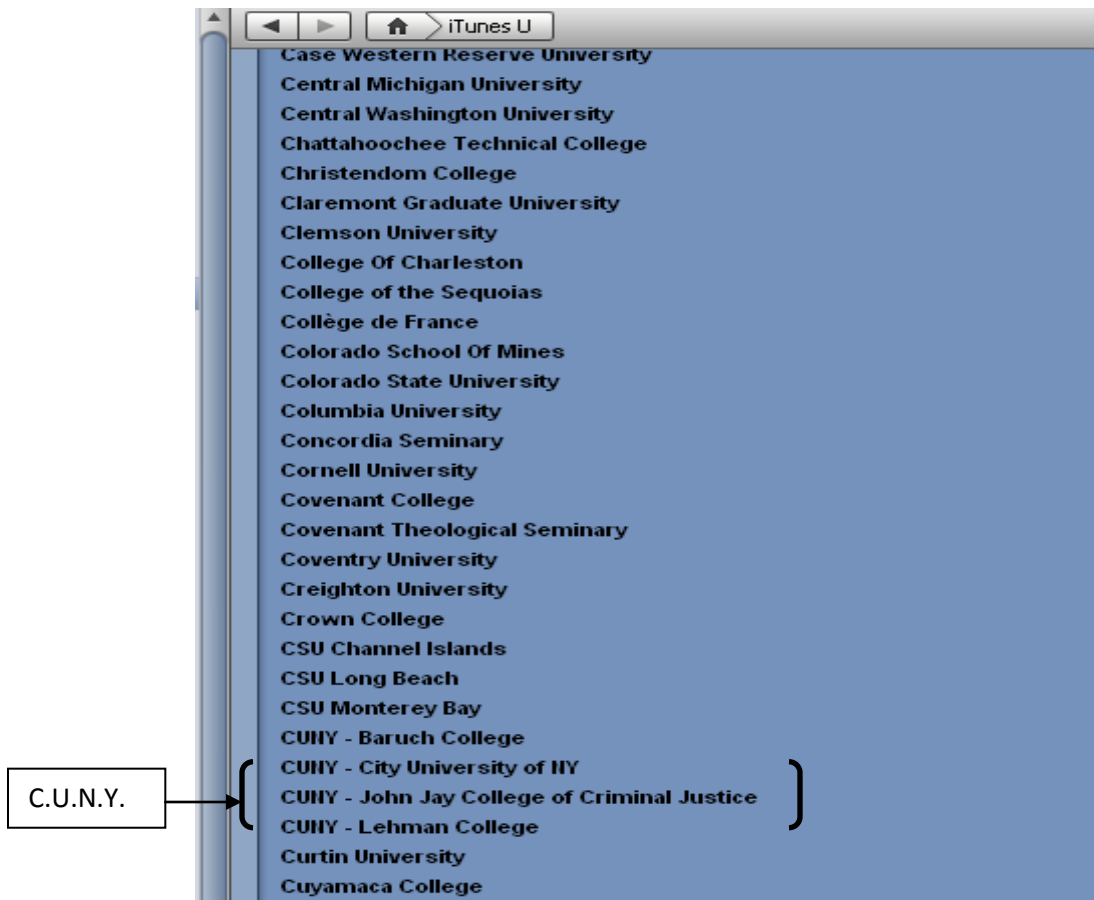 iTunes U
Case Western Reserve University
Central Michigan University
Central Washington University
Chattahoochee Technical College
Christendom College
Claremont Graduate University
Clemson University
College Of Charleston
College of the Sequoias
Collège de France
Colorado School Of Mines
Colorado State University
Columbia University
Concordia Seminary
Cornell University
Covenant College
Covenant Theological Seminary
Coventry University
Creighton University
Crown College
CSU Channel Islands
CSU Long Beach
CSU Monterey Bay
CUNY - Baruch College
CUNY - City University of NY
C.U.N.Y.
CUNY - John Jay College of Criminal Justice
CUNY - Lehman College
Curtin University
Cuyamaca College